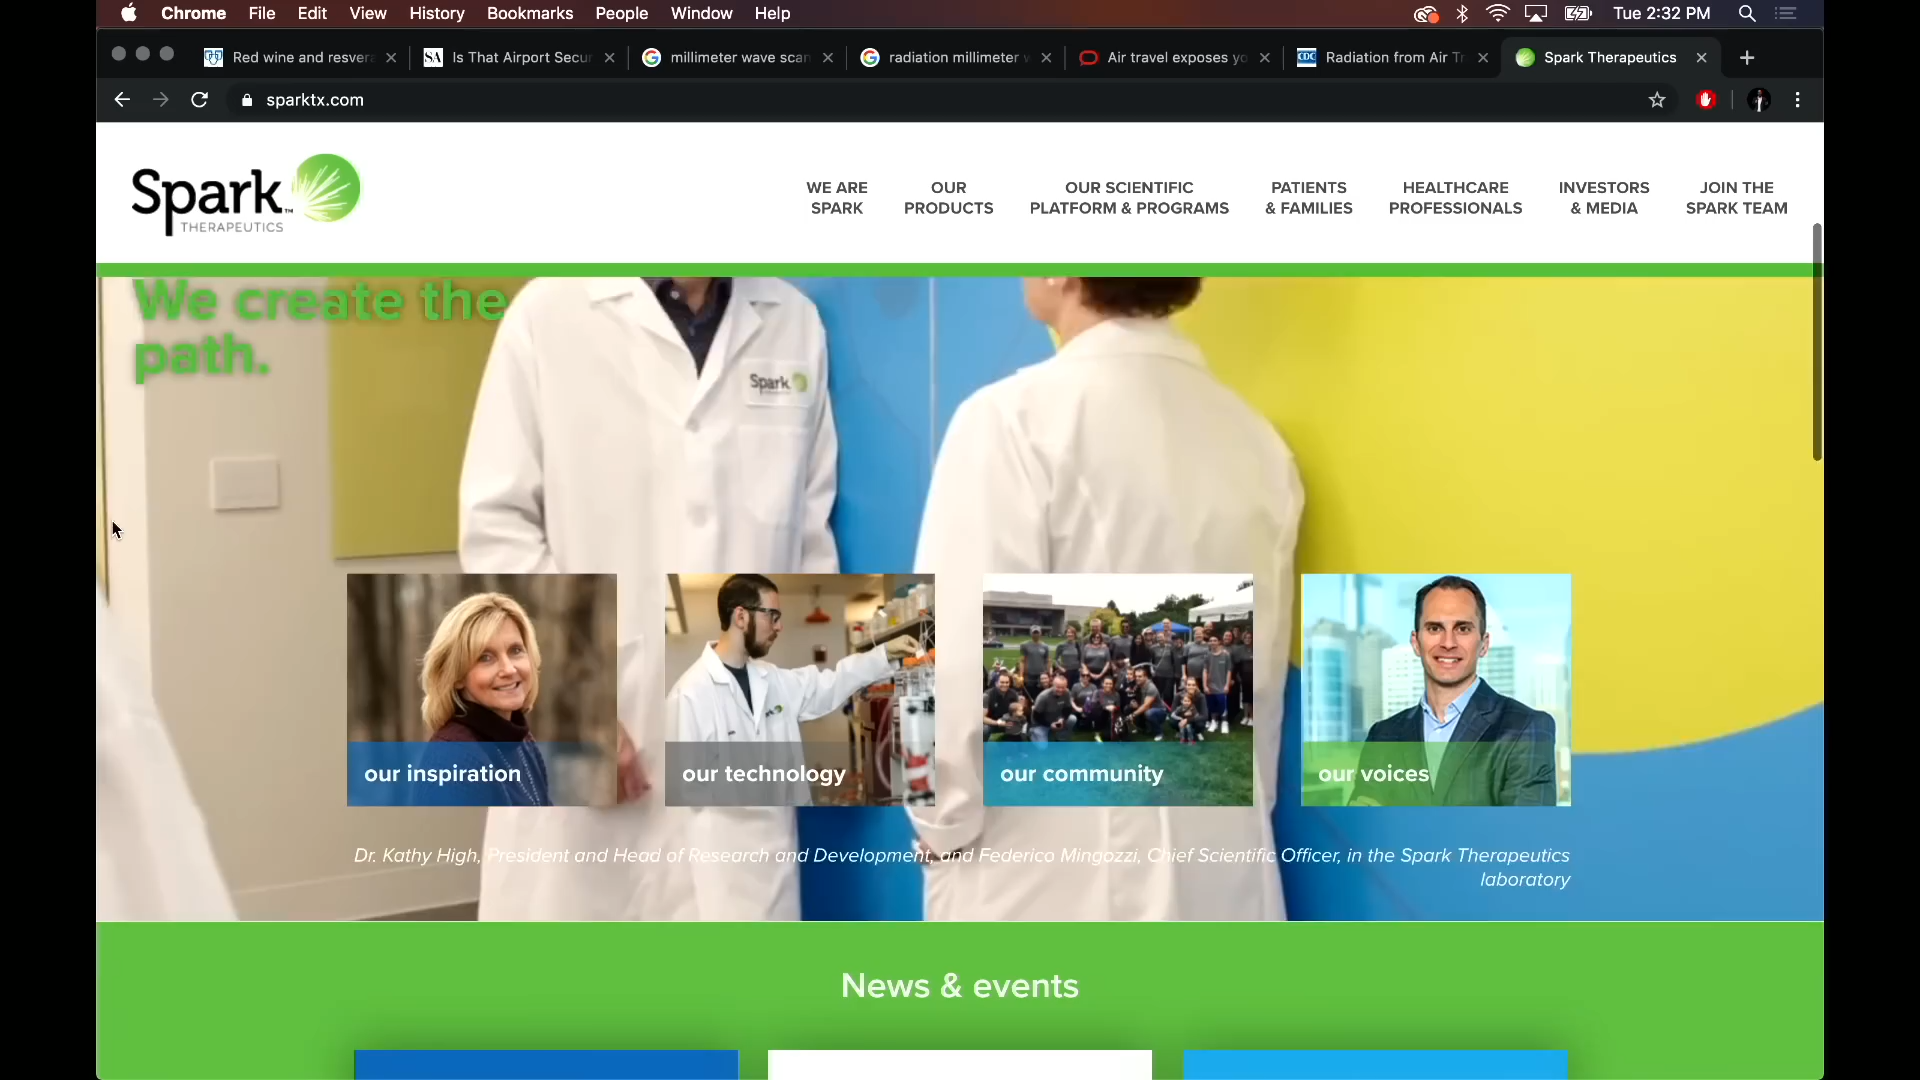 Chrome File Edit View History Bookmarks People Window Help Tue 2:32 PM
Red wine and resver SA Is That Airport Secur millimeter wave scan radiation millimeter w Air travel exposes yo CDC Radiation from Air Tr Spark Therapeutics
sparktx.com
Spark™
THERAPEUTICS
WE ARE SPARK
OUR PRODUCTS
OUR SCIENTIFIC PLATFORM & PROGRAMS
PATIENTS & FAMILIES
HEALTHCARE PROFESSIONALS
INVESTORS & MEDIA
JOIN THE SPARK TEAM
We create the
path.
Spark
our inspiration
our technology
our community
our voices
Dr. Kathy High, President and Head of Research and Development, and Federico Mingozzi, Chief Scientific Officer, in the Spark Therapeutics
laboratory
News & events